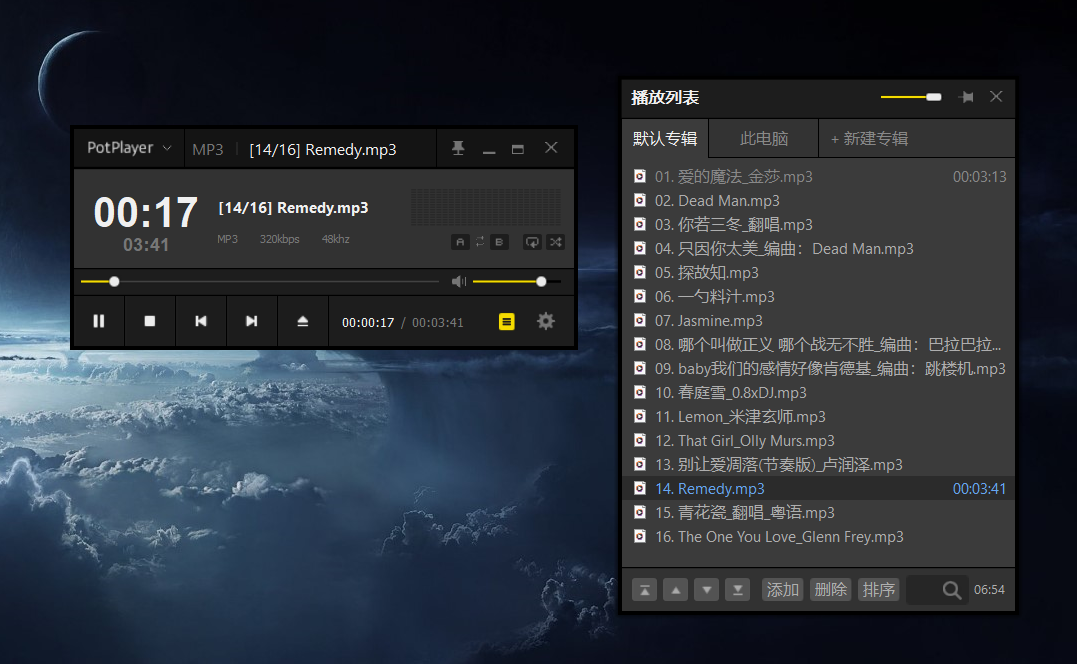 PotPlayer MP3 [14/16] Remedy.mp3
00:17 [14/16] Remedy.mp3
03:41 MP3 320kbps 48khz
A B
00:00:17 / 00:03:41
播放列表
默认专辑 此电脑 + 新建专辑
01. 爱的魔法_金莎.mp3 00:03:13
02. Dead Man.mp3
03. 你若三冬_翻唱.mp3
04. 只因你太美_编曲：Dead Man.mp3
05. 探故知.mp3
06. 一勺料汁.mp3
07. Jasmine.mp3
08. 哪个叫做正义 哪个战无不胜_编曲：巴拉巴拉...
09. baby我们的感情好像肯德基_编曲：跳楼机.mp3
10. 春庭雪_0.8xDJ.mp3
11. Lemon_米津玄师.mp3
12. That Girl_Olly Murs.mp3
13. 别让爱凋落(节奏版)_卢润泽.mp3
14. Remedy.mp3 00:03:41
15. 青花瓷_翻唱_粤语.mp3
16. The One You Love_Glenn Frey.mp3
添加 删除 排序 06:54